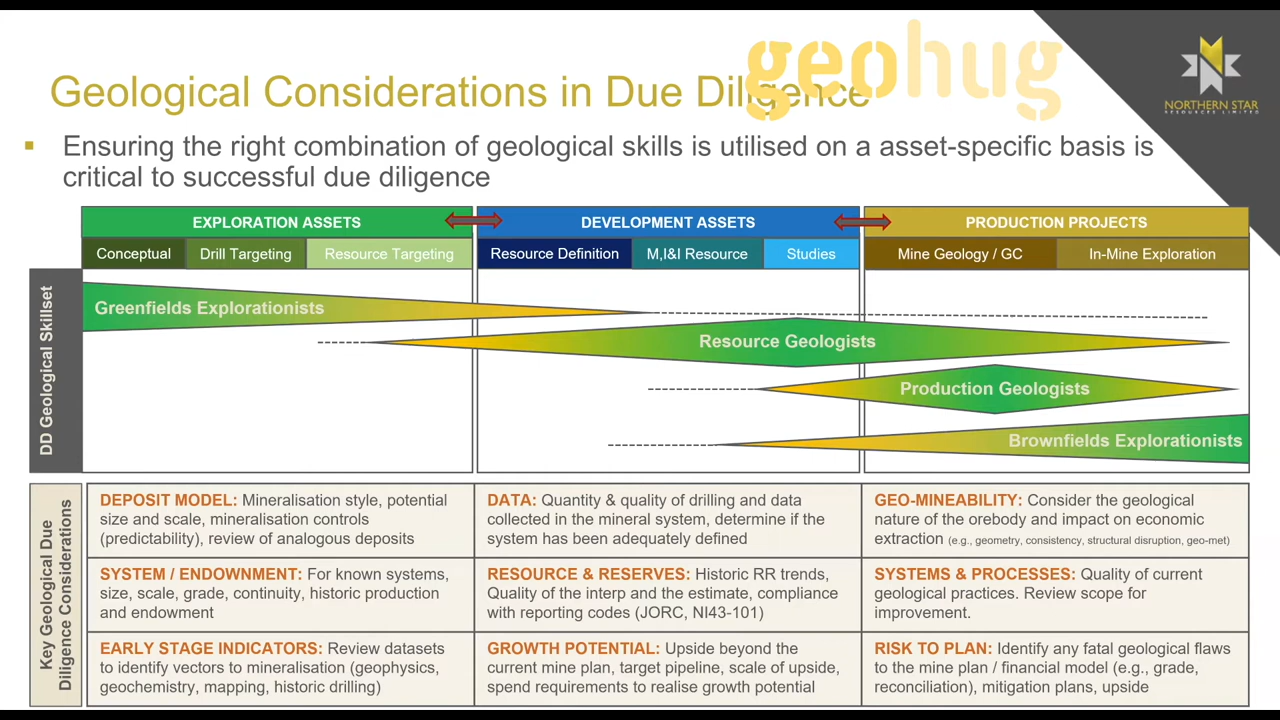 geohug
Geological Considerations in Due Diligence
NORTHERN STAR
RESOURCES LIMITED
▪ Ensuring the right combination of geological skills is utilised on a asset-specific basis is
critical to successful due diligence
EXPLORATION ASSETS
DEVELOPMENT ASSETS
PRODUCTION PROJECTS
Conceptual
Drill Targeting
Resource Targeting
Resource Definition
M,I&I Resource
Studies
Mine Geology / GC
In-Mine Exploration
DD Geological Skillset
Greenfields Explorationists
Resource Geologists
Production Geologists
Brownfields Explorationists
Key Geological Due
Diligence Considerations
DEPOSIT MODEL: Mineralisation style, potential
size and scale, mineralisation controls
(predictability), review of analogous deposits
DATA: Quantity & quality of drilling and data
collected in the mineral system, determine if the
system has been adequately defined
GEO-MINEABILITY: Consider the geological
nature of the orebody and impact on economic
extraction (e.g., geometry, consistency, structural disruption, geo-met)
SYSTEM / ENDOWNMENT: For known systems,
size, scale, grade, continuity, historic production
and endowment
RESOURCE & RESERVES: Historic RR trends,
Quality of the interp and the estimate, compliance
with reporting codes (JORC, NI43-101)
SYSTEMS & PROCESSES: Quality of current
geological practices. Review scope for
improvement.
EARLY STAGE INDICATORS: Review datasets
to identify vectors to mineralisation (geophysics,
geochemistry, mapping, historic drilling)
GROWTH POTENTIAL: Upside beyond the
current mine plan, target pipeline, scale of upside,
spend requirements to realise growth potential
RISK TO PLAN: Identify any fatal geological flaws
to the mine plan / financial model (e.g., grade,
reconciliation), mitigation plans, upside